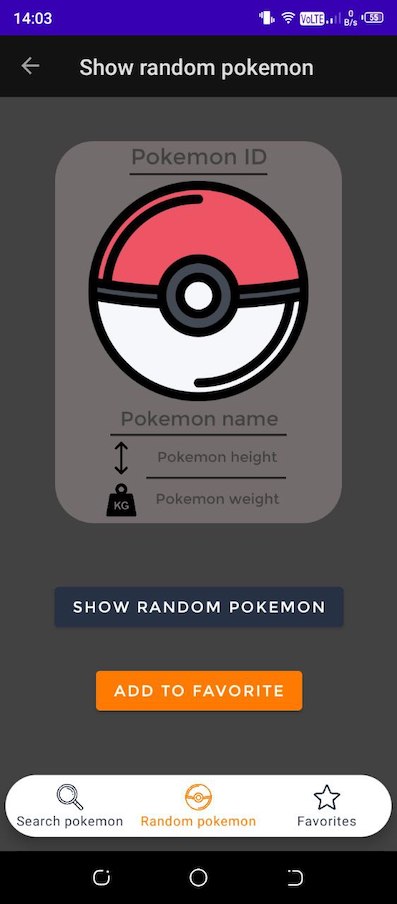 14:03
VoLTE
0
B/s
55
Show random pokemon
Pokemon ID
Pokemon name
Pokemon height
KG
Pokemon weight
SHOW RANDOM POKEMON
ADD TO FAVORITE
Search pokemon
Random pokemon
Favorites